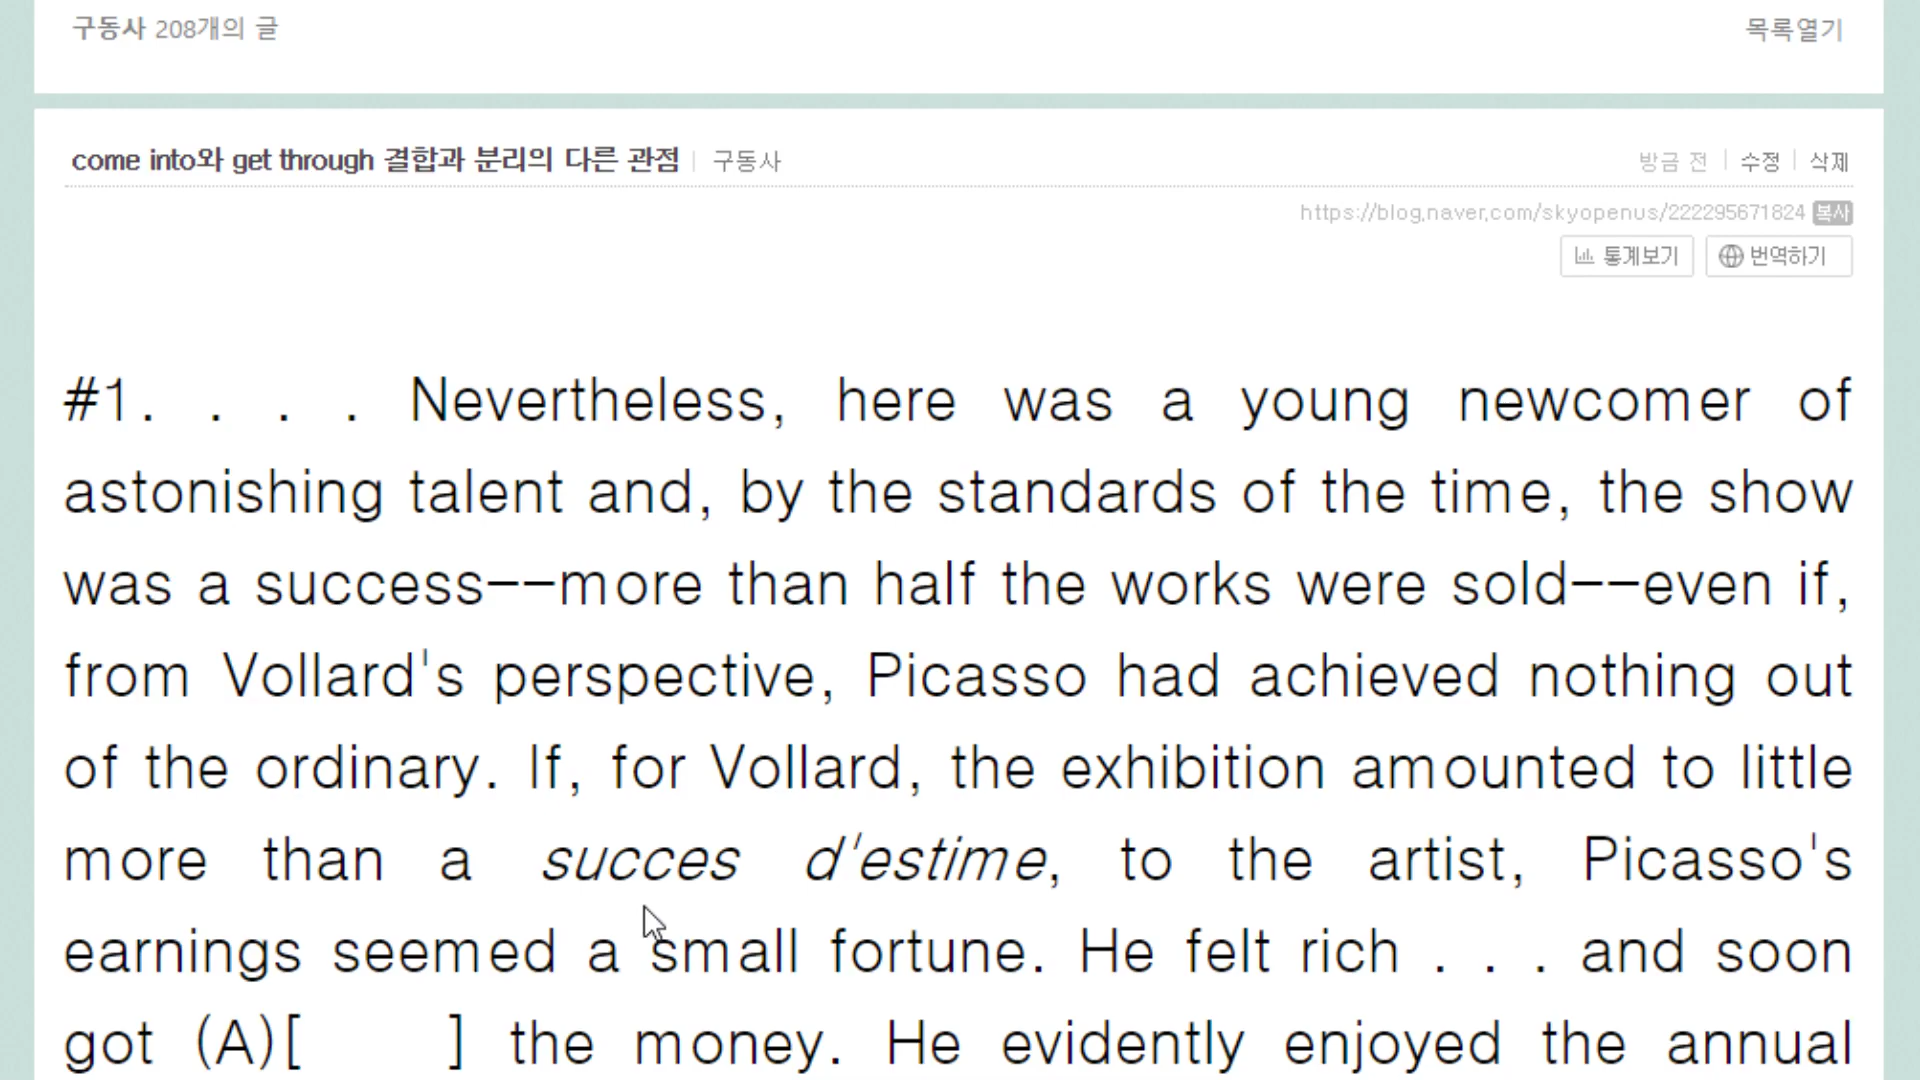 구동사 208개의 글 목록열기
come into와 get through 결합과 분리의 다른 관점 | 구동사 방금 전 | 수정 | 삭제
https://blog.naver.com/skyopenus/222295671824 복사
통계보기 번역하기
#1. . . . Nevertheless, here was a young newcomer of
astonishing talent and, by the standards of the time, the show
was a success--more than half the works were sold--even if,
from Vollard's perspective, Picasso had achieved nothing out
of the ordinary. If, for Vollard, the exhibition amounted to little
more than a succes d'estime, to the artist, Picasso's
earnings seemed a small fortune. He felt rich . . . and soon
got (A)[ ] the money. He evidently enjoyed the annual